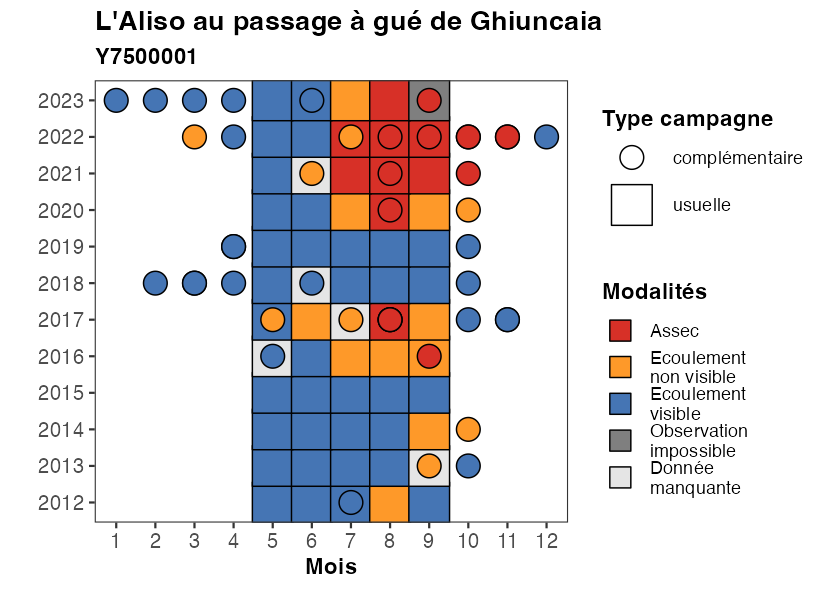 L'Aliso au passage à gué de Ghiuncaia
Y7500001
2023
2022
2021
2020
2019
2018
2017
2016
2015
2014
2013
2012
1 2 3 4 5 6 7 8 9 10 11 12
Mois
Type campagne
complémentaire
usuelle
Modalités
Assec
Ecoulement
non visible
Ecoulement
visible
Observation
impossible
Donnée
manquante